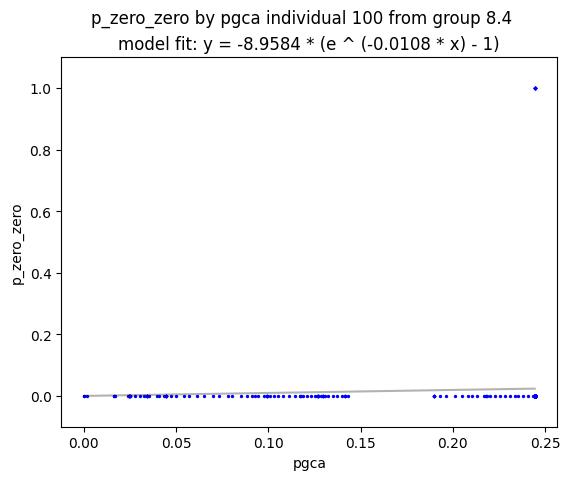 p_zero_zero by pgca individual 100 from group 8.4
model fit: y = -8.9584 * (e ^ (-0.0108 * x) - 1)
1.0
0.8
0.6
0.4
0.2
0.0
p_zero_zero
0.00 0.05 0.10 0.15 0.20 0.25
pgca